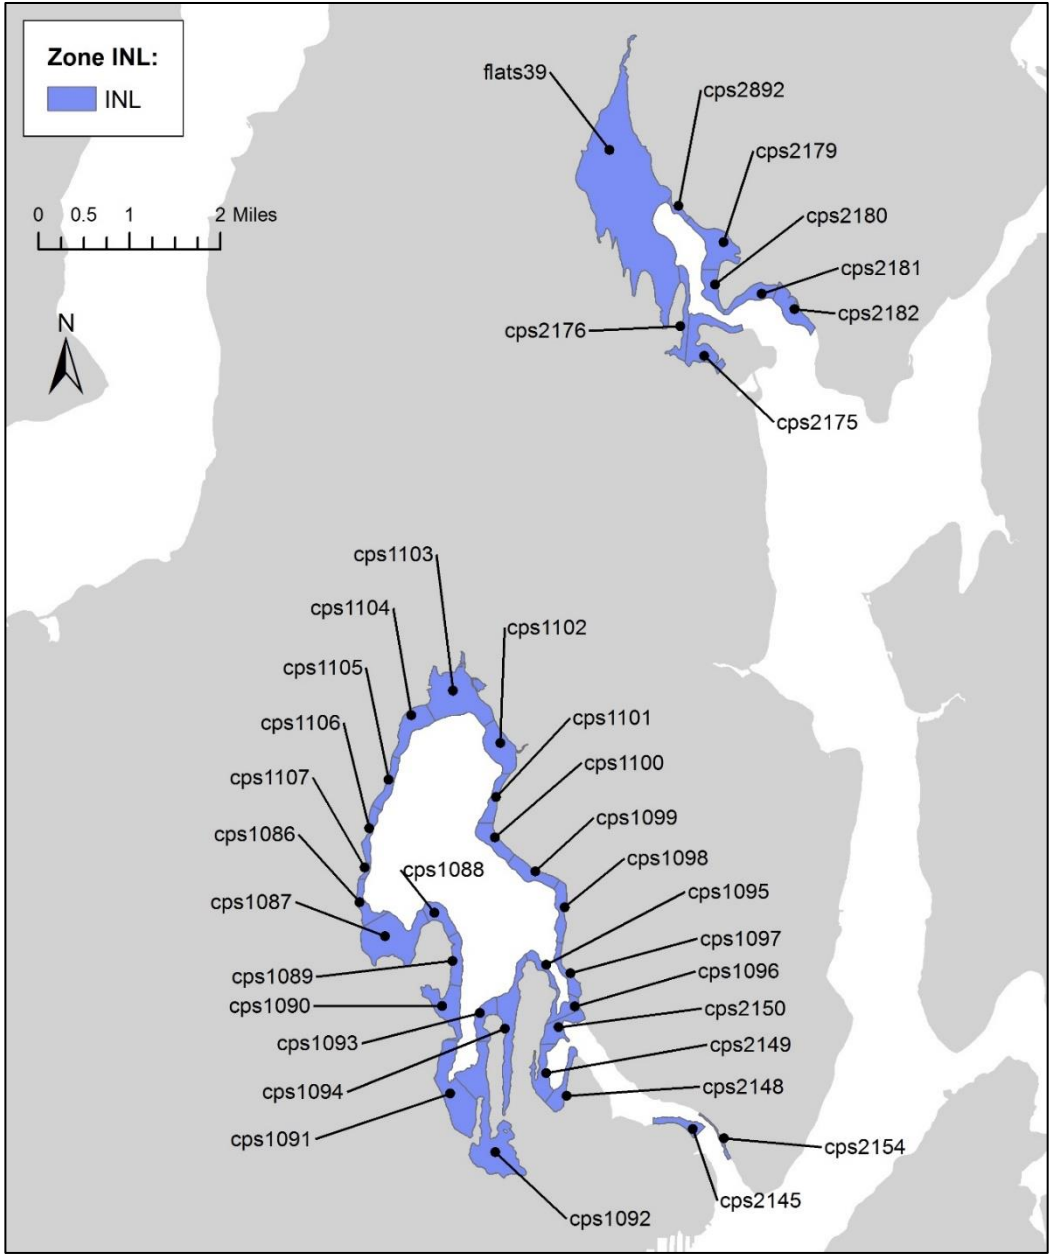 Zone INL:
INL
0 0.5 1 2 Miles
N
flats39
cps2892
cps2179
cps2180
cps2181
cps2182
cps2176
cps2175
cps1103
cps1104
cps1102
cps1105
cps1101
cps1106
cps1100
cps1107
cps1099
cps1086
cps1098
cps1088
cps1095
cps1087
cps1097
cps1089
cps1096
cps1090
cps2150
cps1093
cps2149
cps1094
cps2148
cps1091
cps2154
cps2145
cps1092